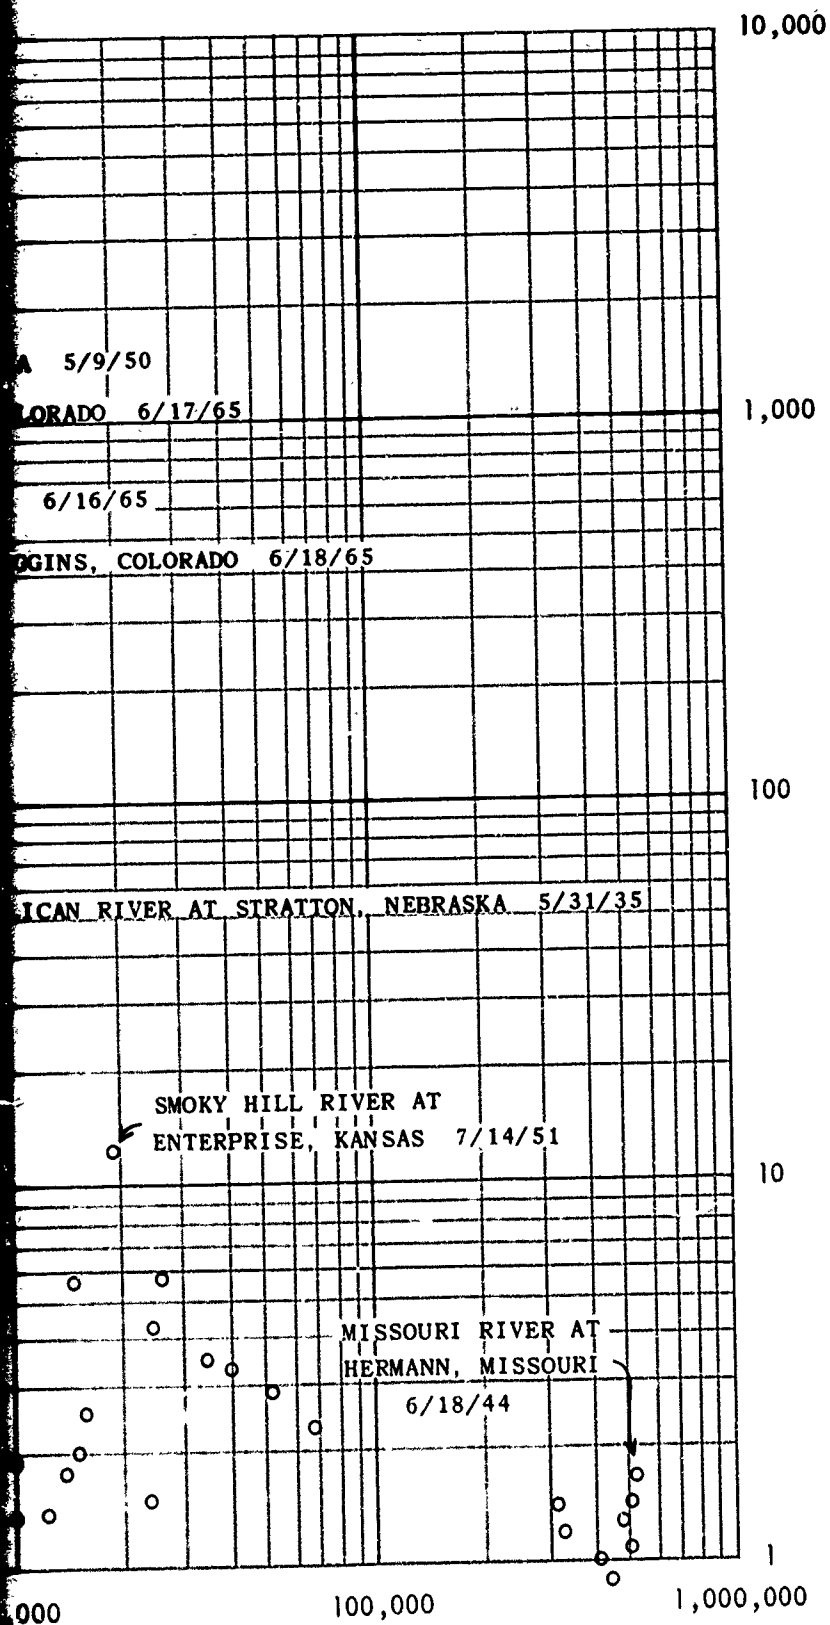 10,000
A 5/9/50
LORADO 6/17/65
1,000
6/16/65
GGINS, COLORADO 6/18/65
100
ICAN RIVER AT STRATTON, NEBRASKA 5/31/35
SMOKY HILL RIVER AT
ENTERPRISE, KANSAS 7/14/51
10
MISSOURI RIVER AT
HERMANN, MISSOURI
6/18/44
1
000
100,000
1,000,000